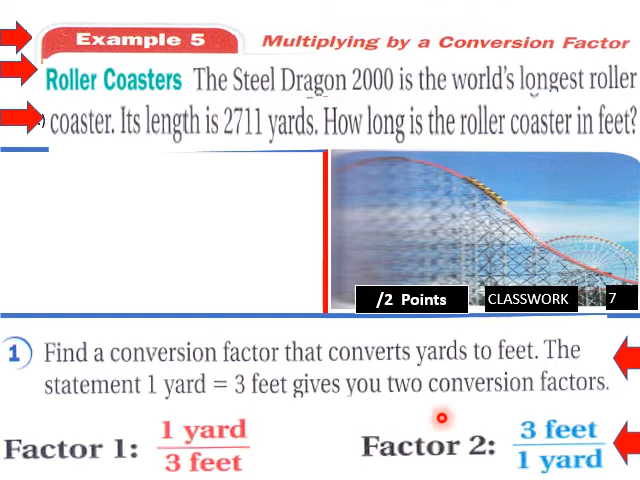 Example 5 Multiplying by a Conversion Factor
Roller Coasters The Steel Dragon 2000 is the world's longest roller
coaster. Its length is 2711 yards. How long is the roller coaster in feet?
/2 Points CLASSWORK 7
1 Find a conversion factor that converts yards to feet. The
statement 1 yard = 3 feet gives you two conversion factors.
Factor 1: 1 yard / 3 feet Factor 2: 3 feet / 1 yard